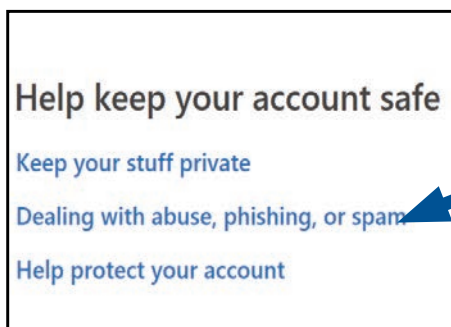 Help keep your account safe
Keep your stuff private
Dealing with abuse, phishing, or spam
Help protect your account